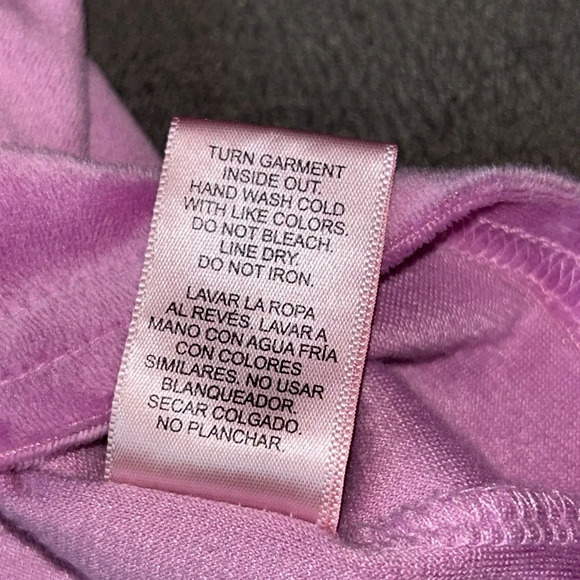 TURN GARMENT
INSIDE OUT.
HAND WASH COLD
WITH LIKE COLORS.
DO NOT BLEACH.
LINE DRY.
DO NOT IRON.
LAVAR LA ROPA
AL REVÉS. LAVAR A
MANO CON AGUA FRÍA
CON COLORES
SIMILARES, NO USAR
BLANQUEADOR.
SECAR COLGADO.
NO PLANCHAR.